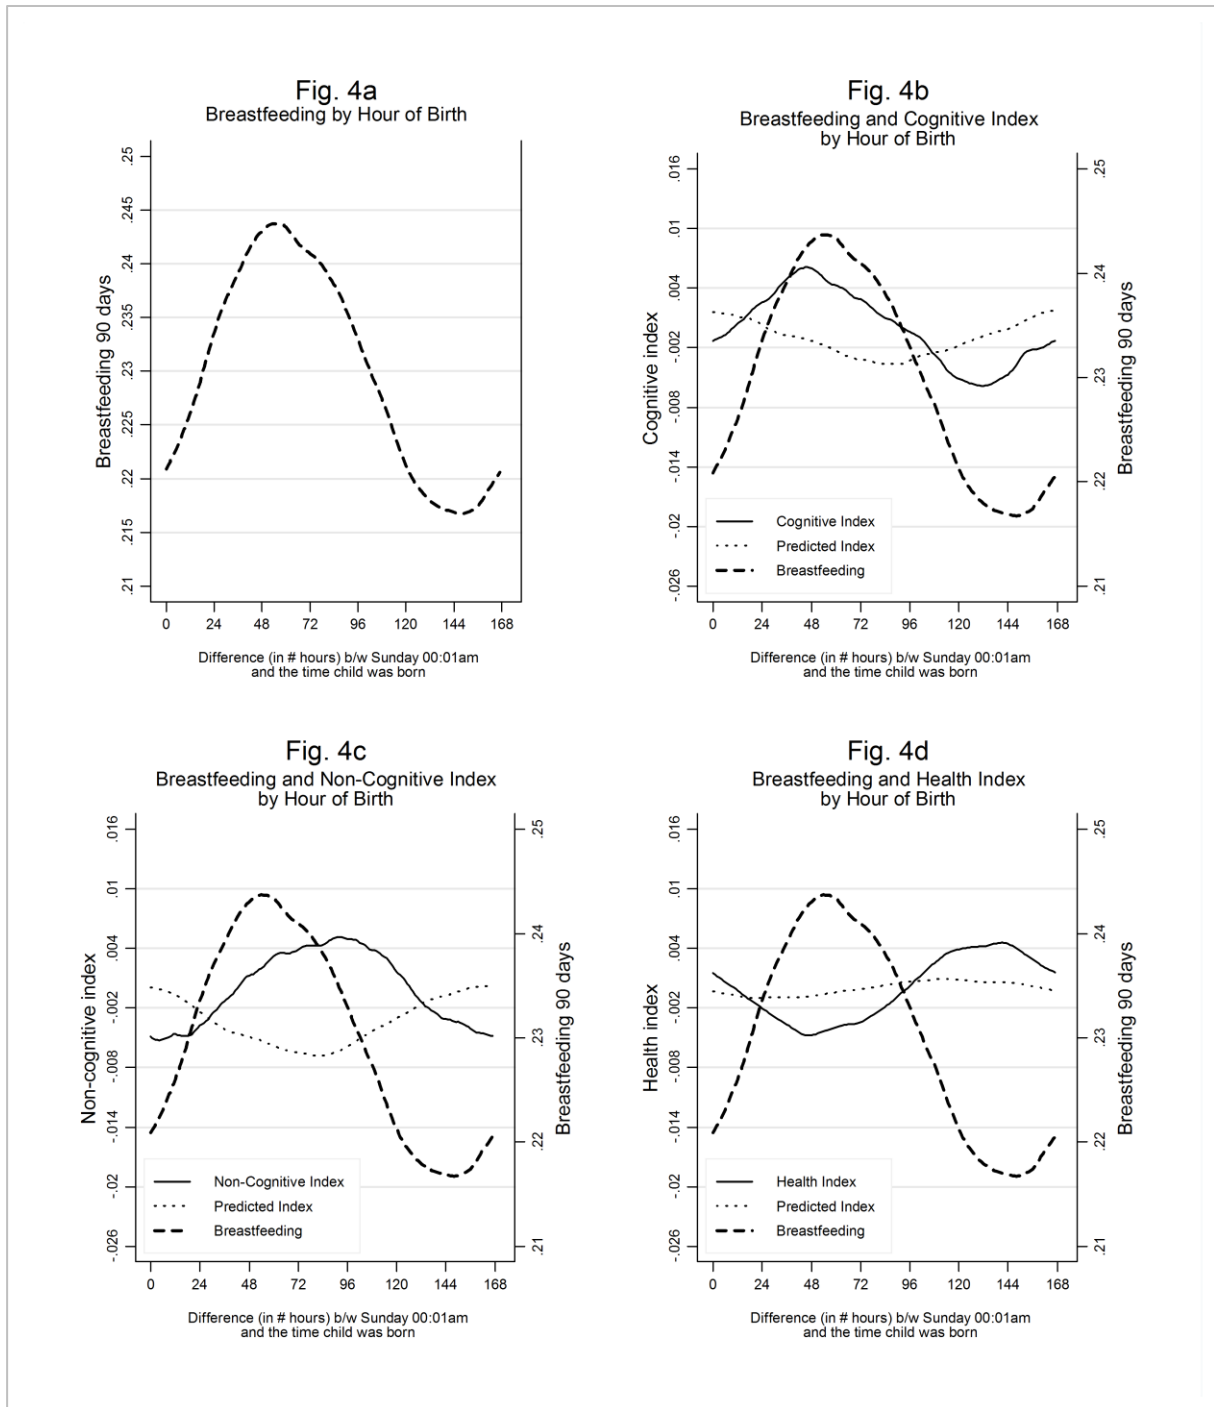 Fig. 4a
Breastfeeding by Hour of Birth
Breastfeeding 90 days
.25
.245
.24
.235
.23
.225
.22
.215
.21
0 24 48 72 96 120 144 168
Difference (in # hours) b/w Sunday 00:01am
and the time child was born
Fig. 4b
Breastfeeding and Cognitive Index
by Hour of Birth
Cognitive index
.016
.01
.004
-.002
-.008
-.014
-.02
-.026
Breastfeeding 90 days
.25
.24
.23
.22
.21
Cognitive Index
Predicted Index
Breastfeeding
0 24 48 72 96 120 144 168
Difference (in # hours) b/w Sunday 00:01am
and the time child was born
Fig. 4c
Breastfeeding and Non-Cognitive Index
by Hour of Birth
Non-cognitive index
.016
.01
.004
-.002
-.008
-.014
-.02
-.026
Breastfeeding 90 days
.25
.24
.23
.22
.21
Non-Cognitive Index
Predicted Index
Breastfeeding
0 24 48 72 96 120 144 168
Difference (in # hours) b/w Sunday 00:01am
and the time child was born
Fig. 4d
Breastfeeding and Health Index
by Hour of Birth
Health index
.016
.01
.004
-.002
-.008
-.014
-.02
-.026
Breastfeeding 90 days
.25
.24
.23
.22
.21
Health Index
Predicted Index
Breastfeeding
0 24 48 72 96 120 144 168
Difference (in # hours) b/w Sunday 00:01am
and the time child was born